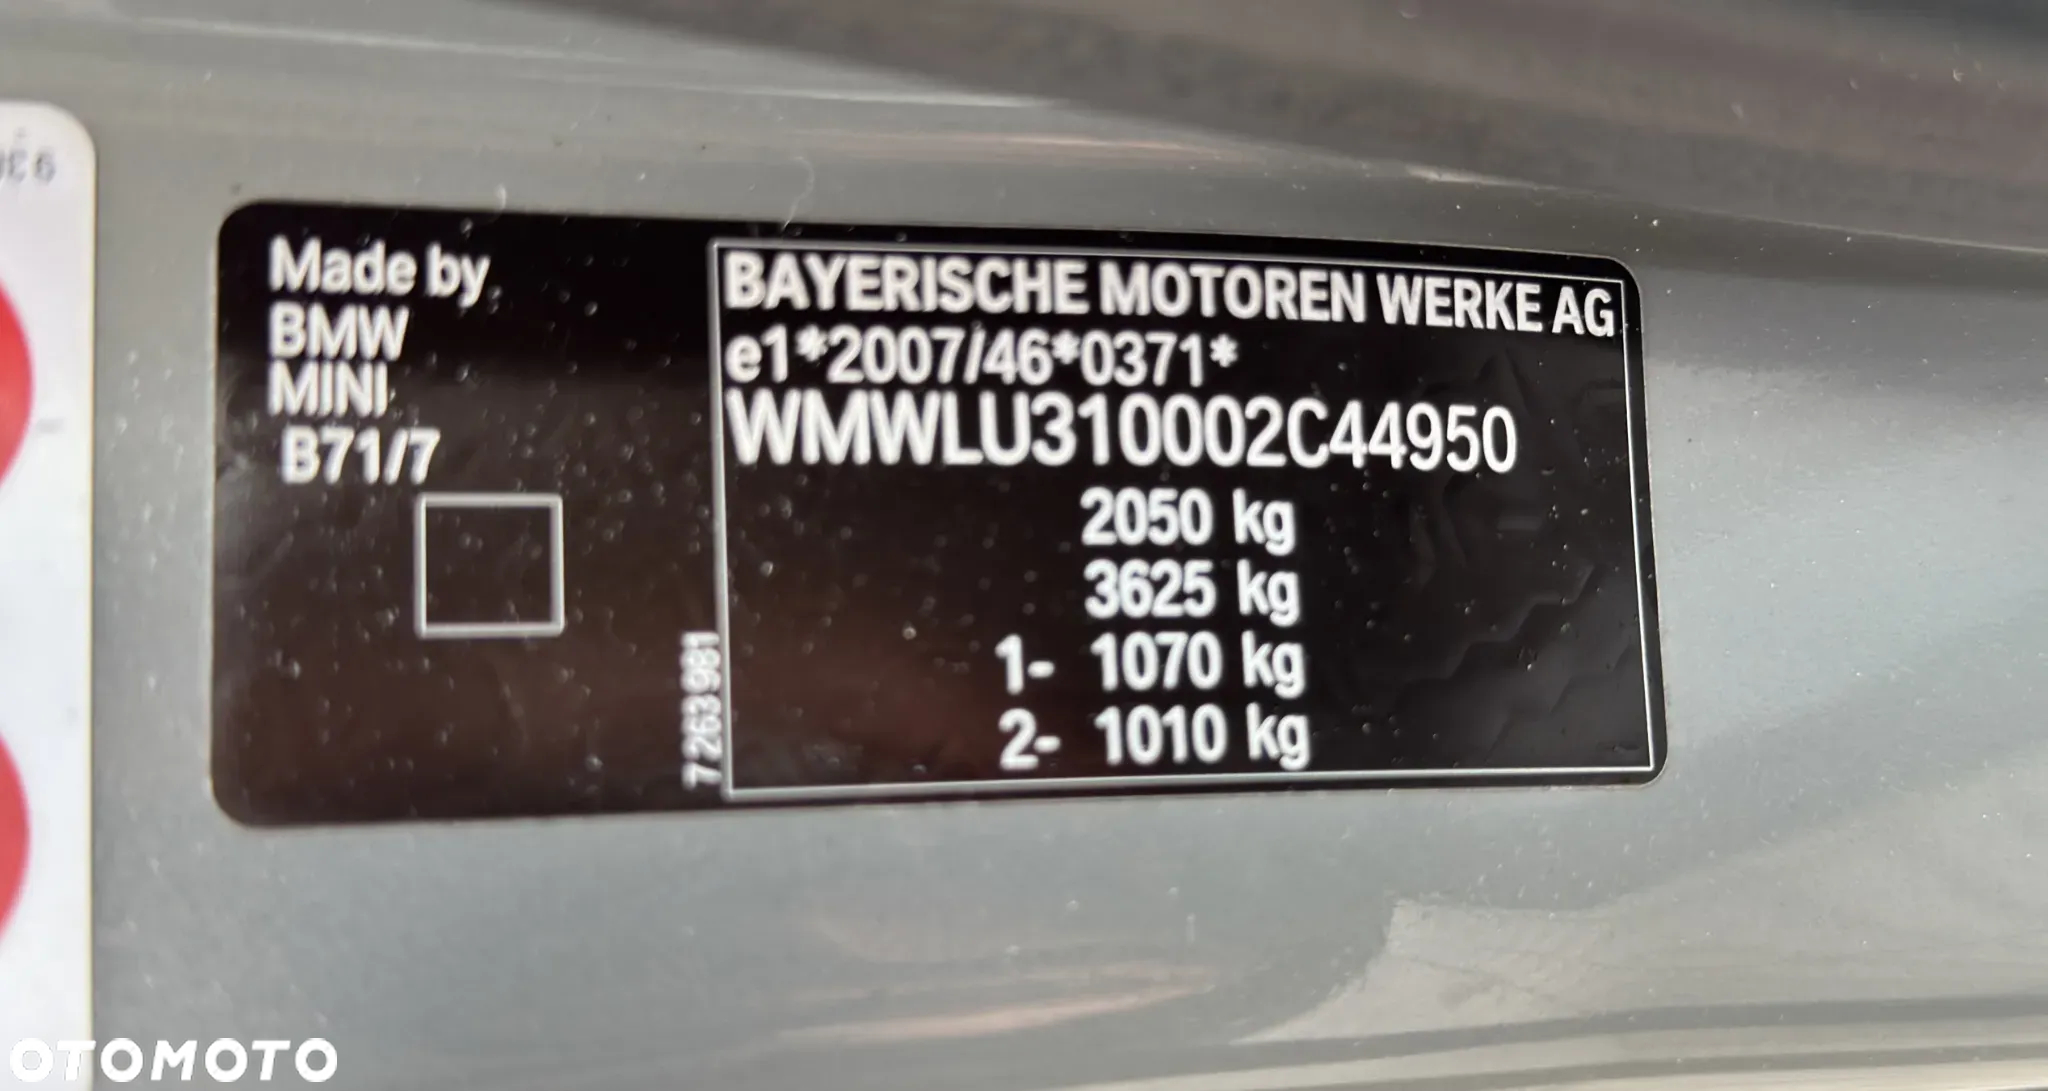 Made by
BMW
MINI
B71/7
7263981
BAYERISCHE MOTOREN WERKE AG
e1*2007/46*0371*
WMWLU310002C44950
2050 kg
3625 kg
1- 1070 kg
2- 1010 kg
OTOMOTO